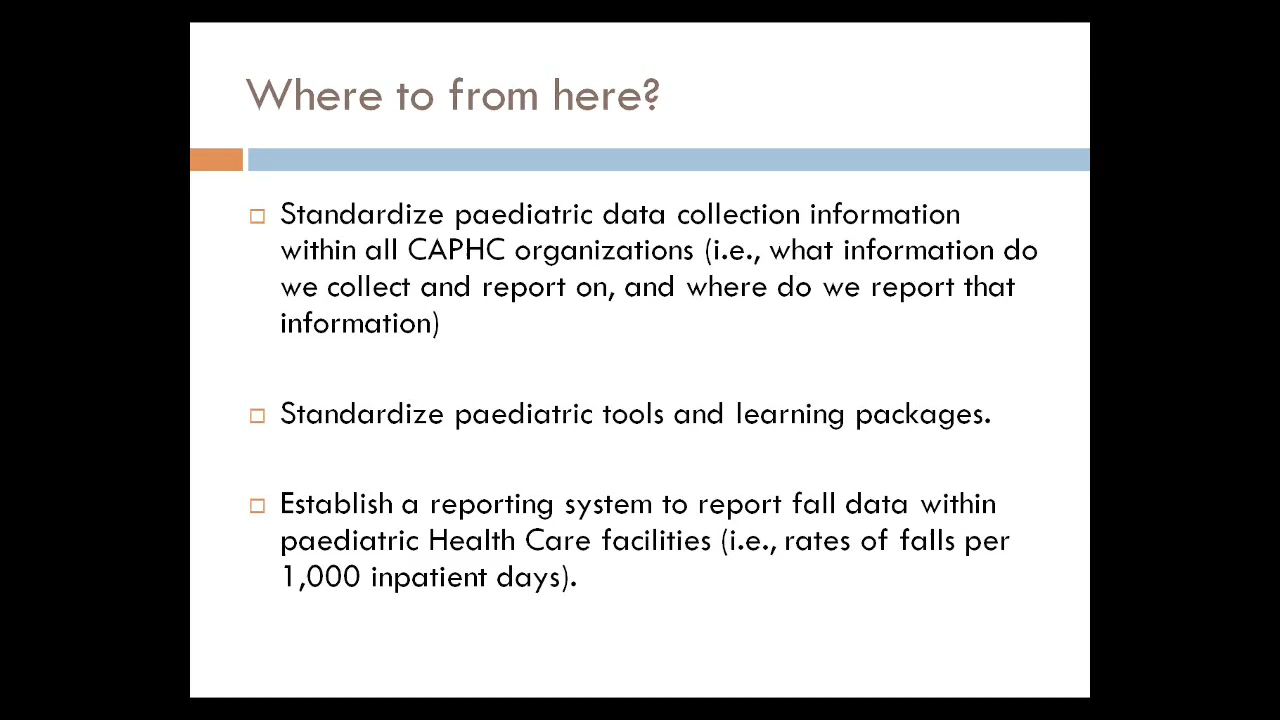 Where to from here?
Standardize paediatric data collection information
within all CAPHC organizations (i.e., what information do
we collect and report on, and where do we report that
information)
Standardize paediatric tools and learning packages.
Establish a reporting system to report fall data within
paediatric Health Care facilities (i.e., rates of falls per
1,000 inpatient days).